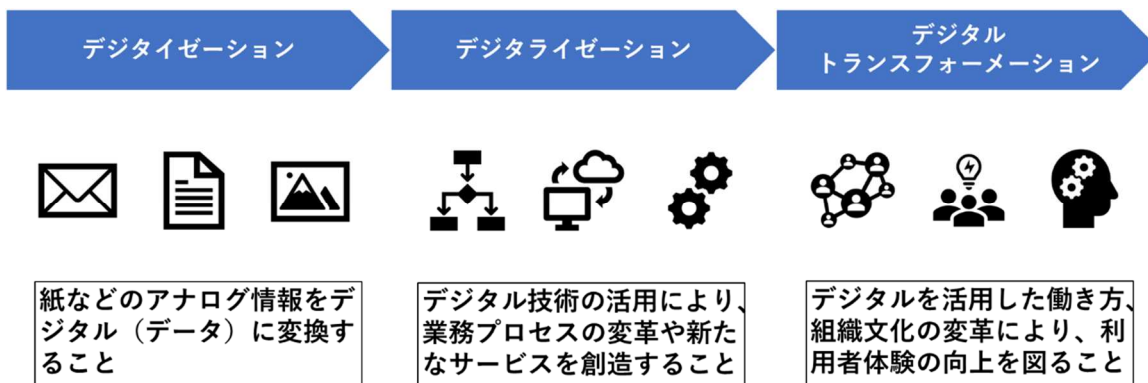 デジタイゼーション
デジタライゼーション
デジタル
トランスフォーメーション
紙などのアナログ情報をデ
ジタル（データ）に変換す
ること
デジタル技術の活用により、
業務プロセスの変革や新た
なサービスを創造すること
デジタルを活用した働き方、
組織文化の変革により、利
用者体験の向上を図ること